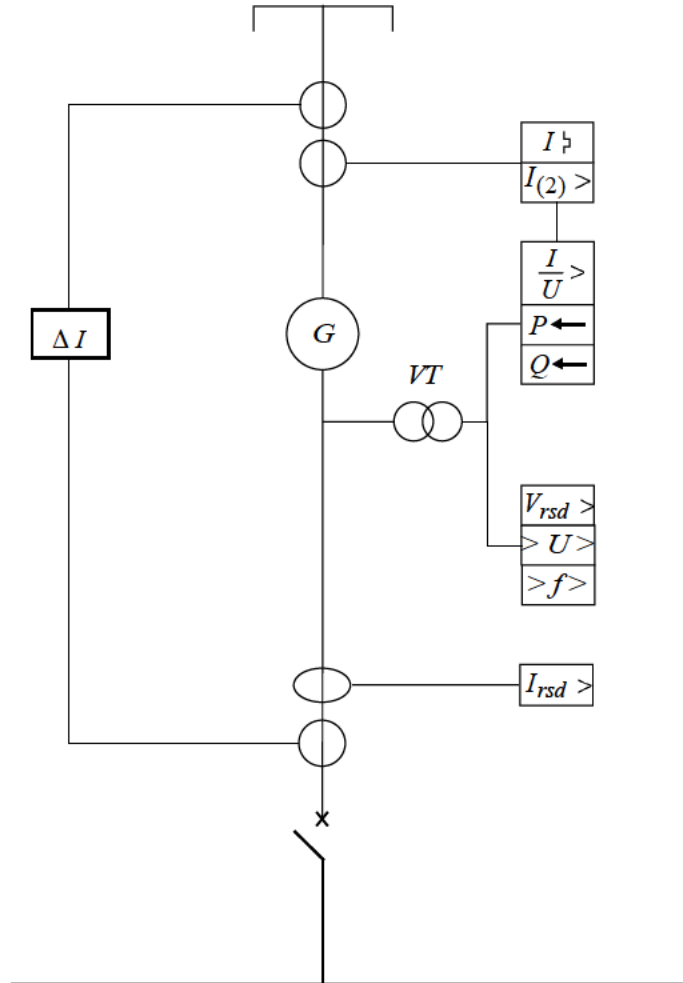 I
I(2) >
I/U >
ΔI
G
P ←
VT
Q ←
Vrsd >
> U >
> f >
Irsd >